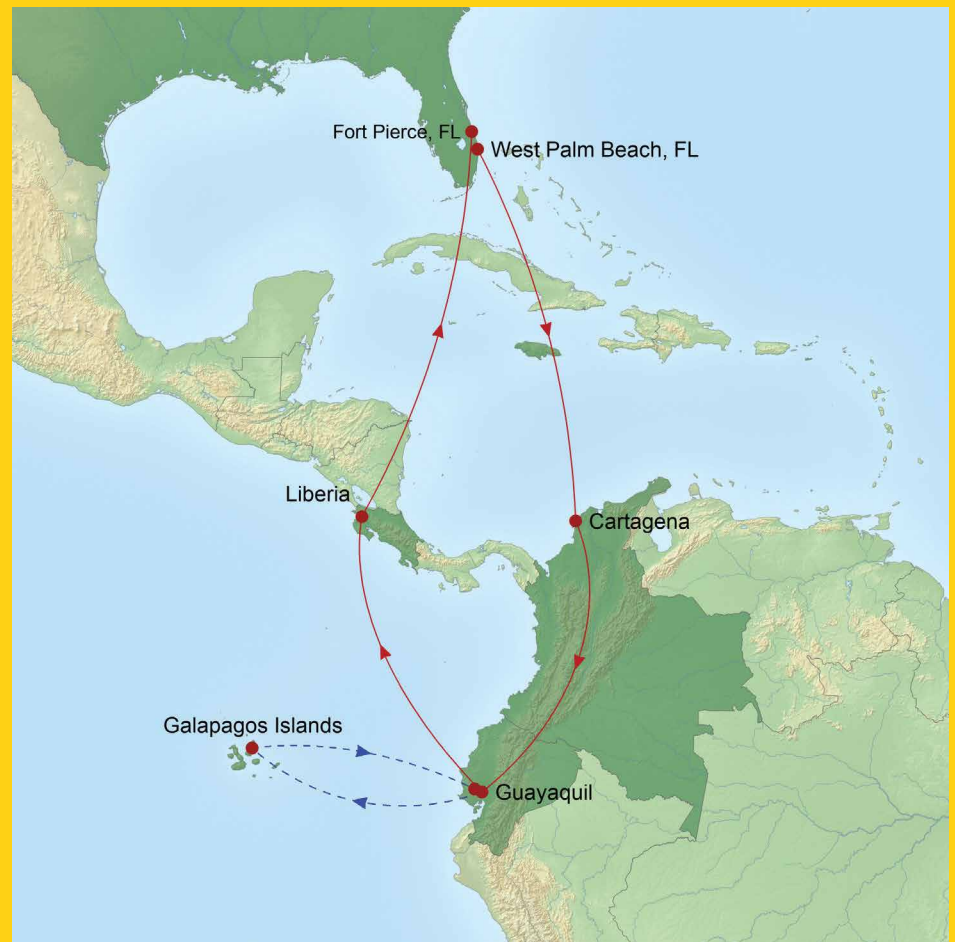 Fort Pierce, FL
West Palm Beach, FL
Liberia
Cartagena
Galapagos Islands
Guayaquil